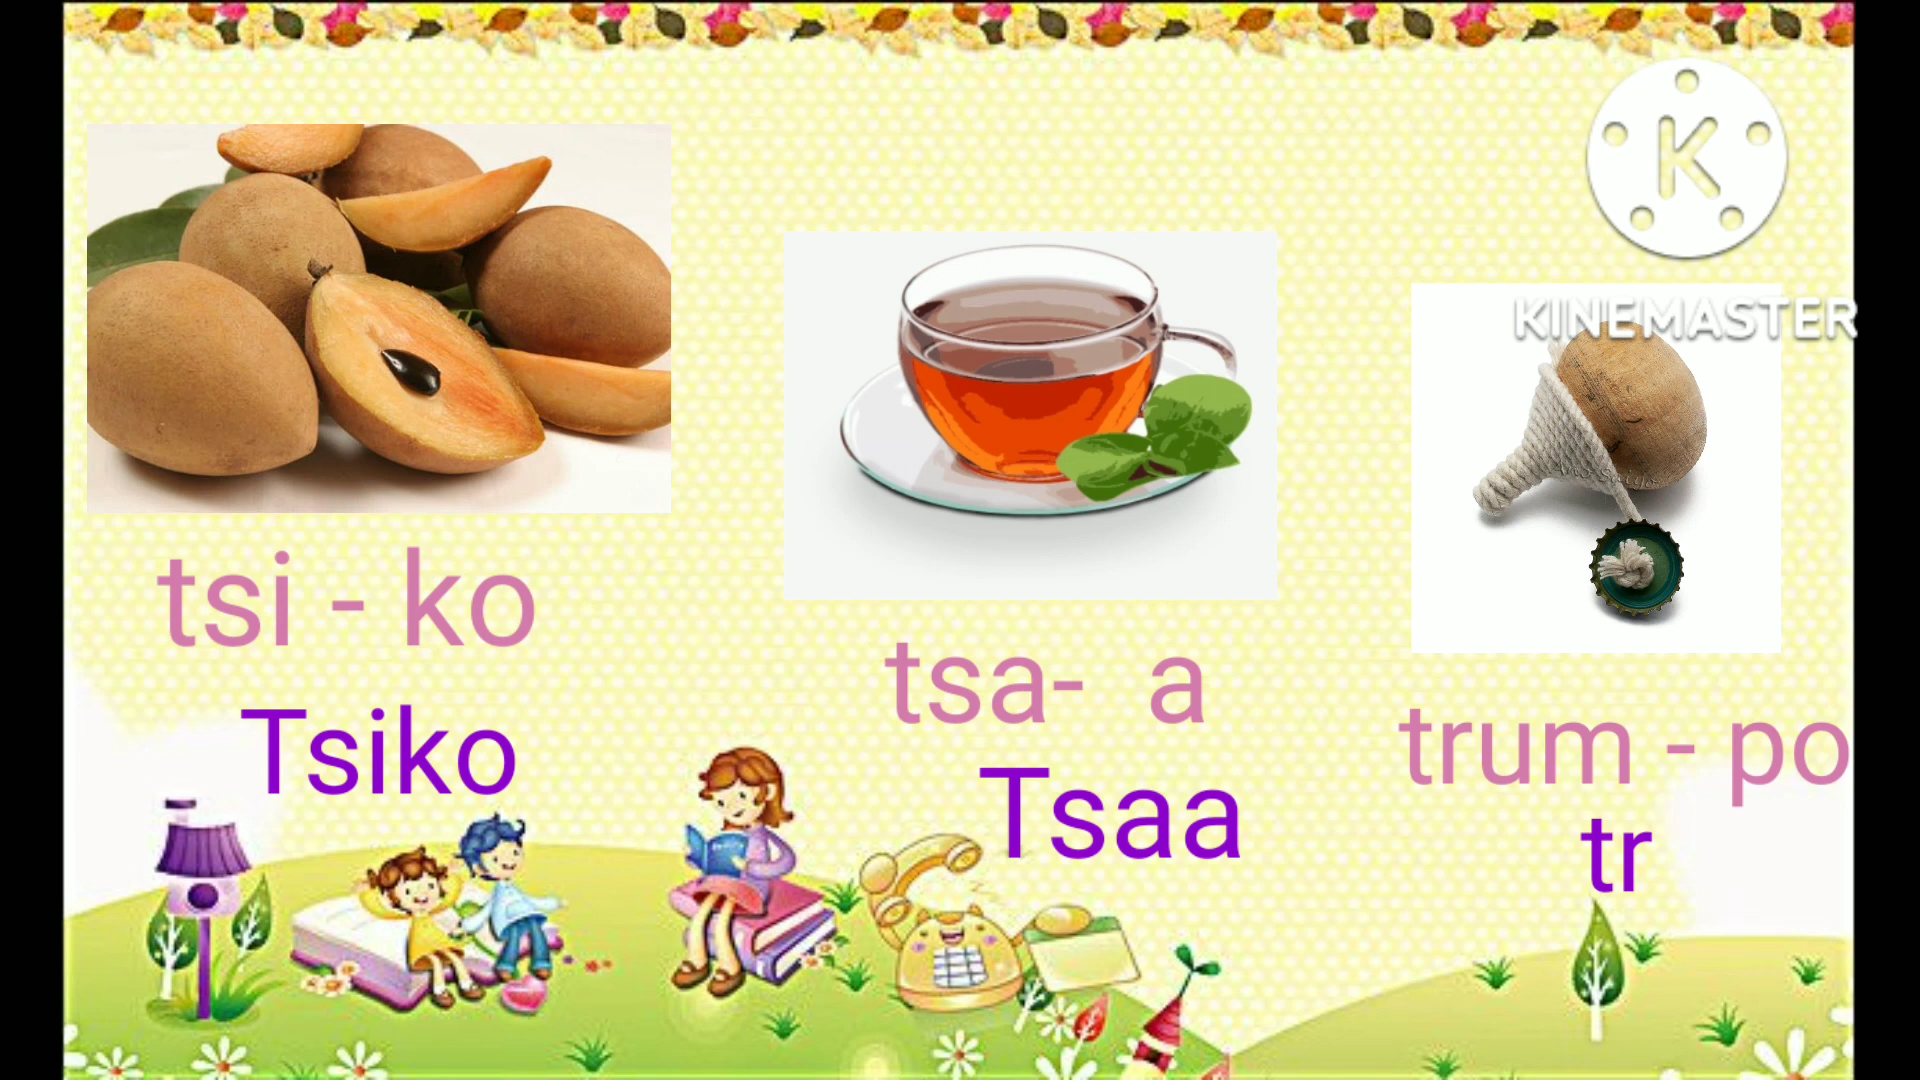 K
KINEMASTER
tsi - ko
Tsiko
tsa- a
Tsaa
trum - po
tr